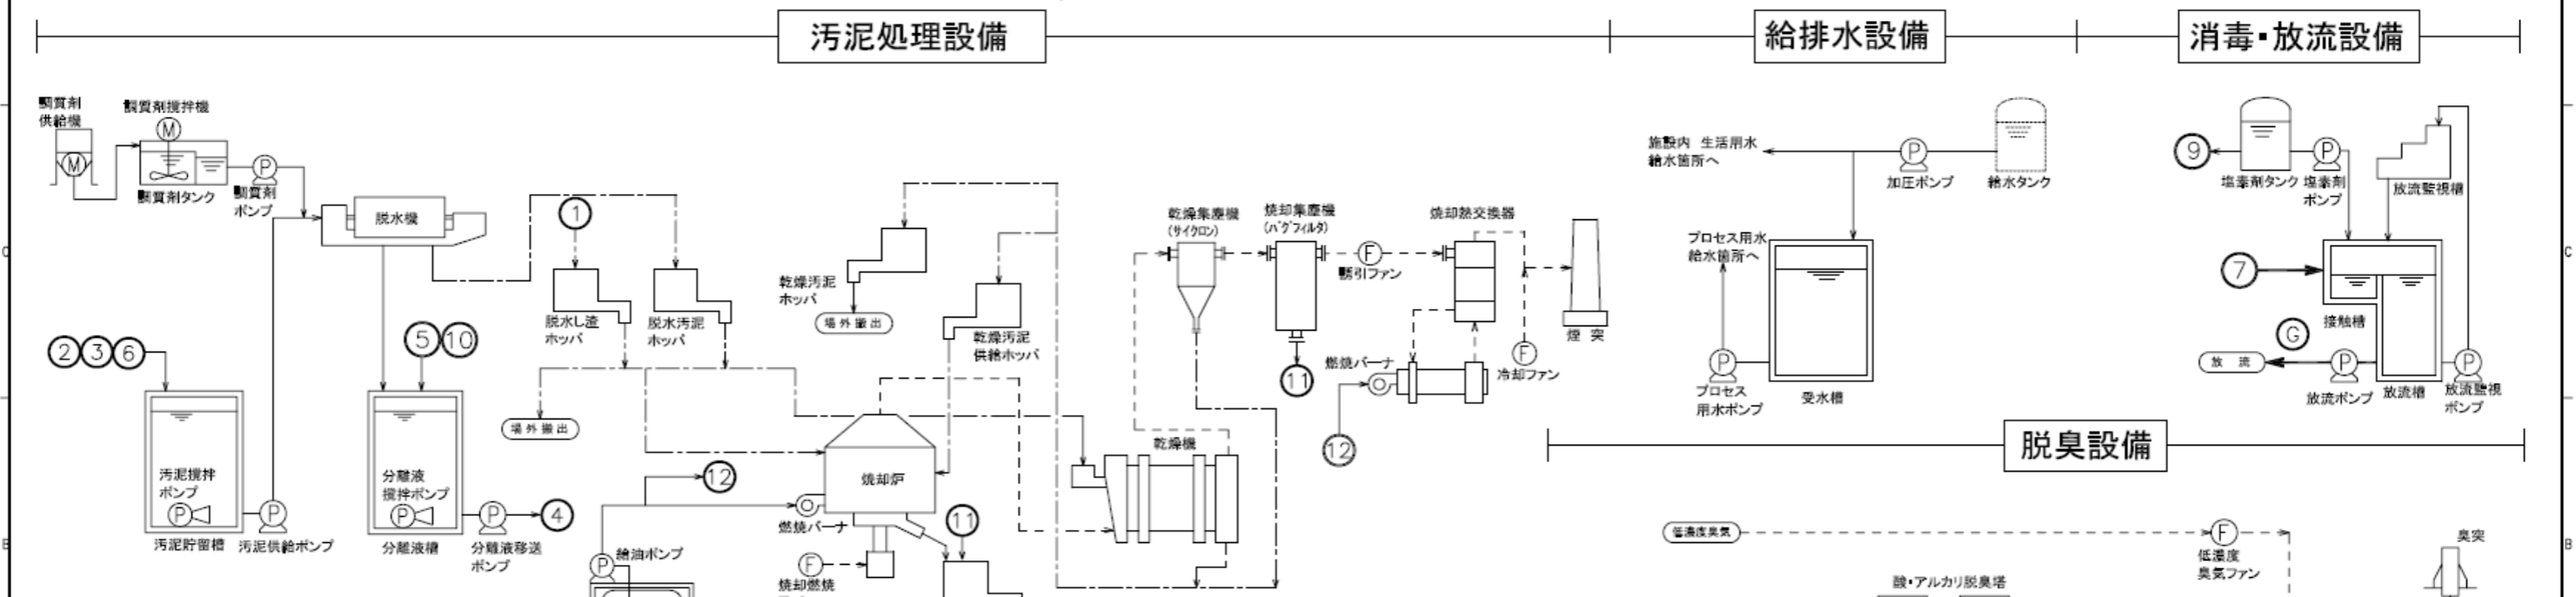 汚泥処理設備
給排水設備
消毒・放流設備
調質剤
供給機
M
調質剤撹拌機
M
調質剤タンク
P
調質剤
ポンプ
脱水機
1
脱水し渣
ホッパ
脱水汚泥
ホッパ
場外搬出
2 3 6
汚泥撹拌
ポンプ
P
汚泥貯留槽
P
汚泥供給ポンプ
5 10
分離液
撹拌ポンプ
P
分離液槽
P
分離液移送
ポンプ
4
乾燥汚泥
ホッパ
場外搬出
乾燥汚泥
供給ホッパ
焼却炉
12
燃焼バーナ
給油ポンプ
P
F
焼却燃焼
11
乾燥機
乾燥集塵機
(サイクロン)
焼却集塵機
(バグフィルタ)
11
F
誘引ファン
焼却熱交換器
燃焼バーナ
12
F
冷却ファン
煙突
施設内 生活用水
給水箇所へ
P
加圧ポンプ
給水タンク
プロセス用水
給水箇所へ
P
プロセス
用水ポンプ
受水槽
9
塩素剤タンク
P
塩素剤
ポンプ
放流監視槽
7
接触槽
G
放流
P
放流ポンプ
放流槽
P
放流監視
ポンプ
脱臭設備
低濃度臭気
F
低濃度
臭気ファン
臭突
酸・アルカリ脱臭塔
C
C
B
B